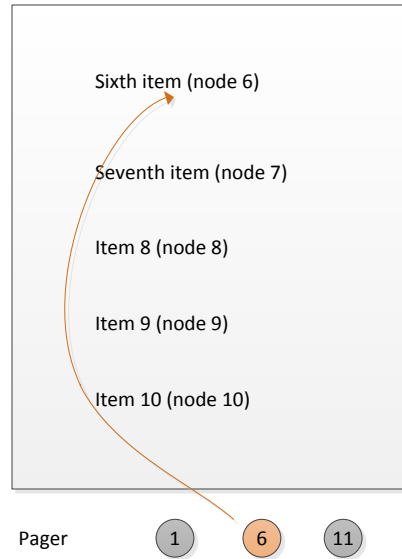 Sixth item (node 6)
Seventh item (node 7)
Item 8 (node 8)
Item 9 (node 9)
Item 10 (node 10)
Pager 1 6 11